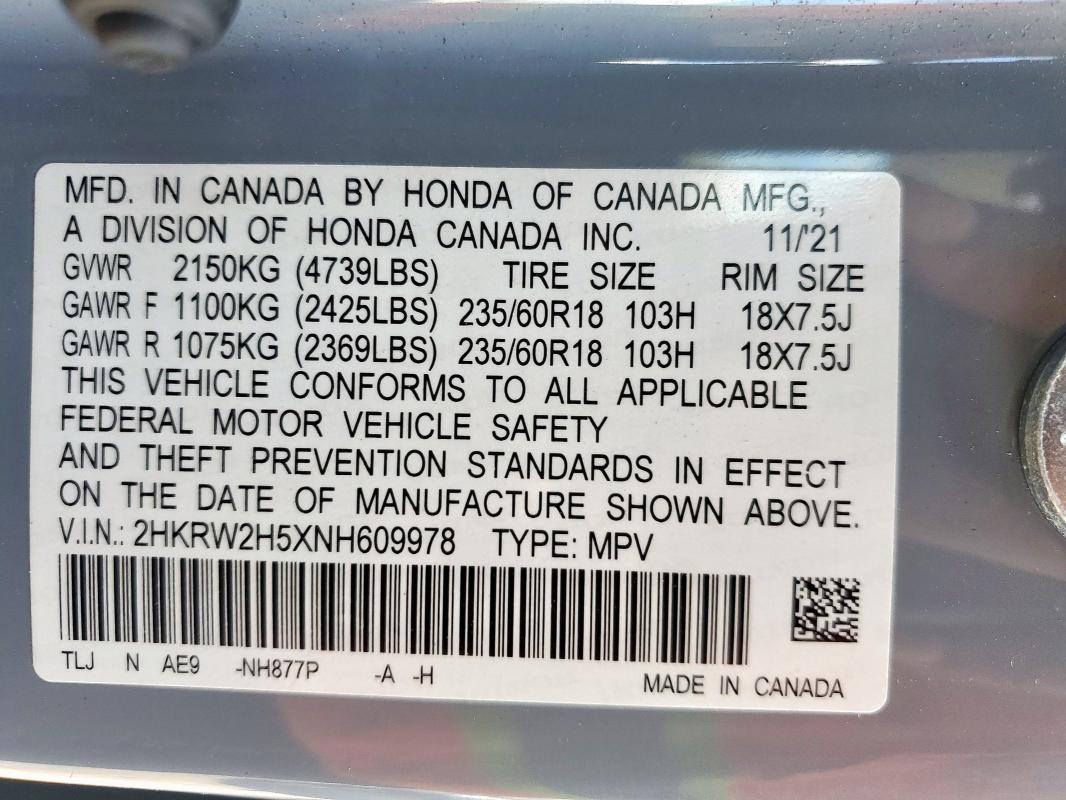 MFD. IN CANADA BY HONDA OF CANADA MFG.,
A DIVISION OF HONDA CANADA INC. 11/'21
GVWR 2150KG (4739LBS) TIRE SIZE RIM SIZE
GAWR F 1100KG (2425LBS) 235/60R18 103H 18X7.5J
GAWR R 1075KG (2369LBS) 235/60R18 103H 18X7.5J
THIS VEHICLE CONFORMS TO ALL APPLICABLE
FEDERAL MOTOR VEHICLE SAFETY
AND THEFT PREVENTION STANDARDS IN EFFECT
ON THE DATE OF MANUFACTURE SHOWN ABOVE.
V.I.N.: 2HKRW2H5XNH609978 TYPE: MPV
TLJ N AE9 -NH877P -A -H
MADE IN CANADA